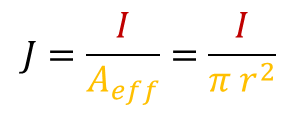 J = I / A_eff = I / π r²